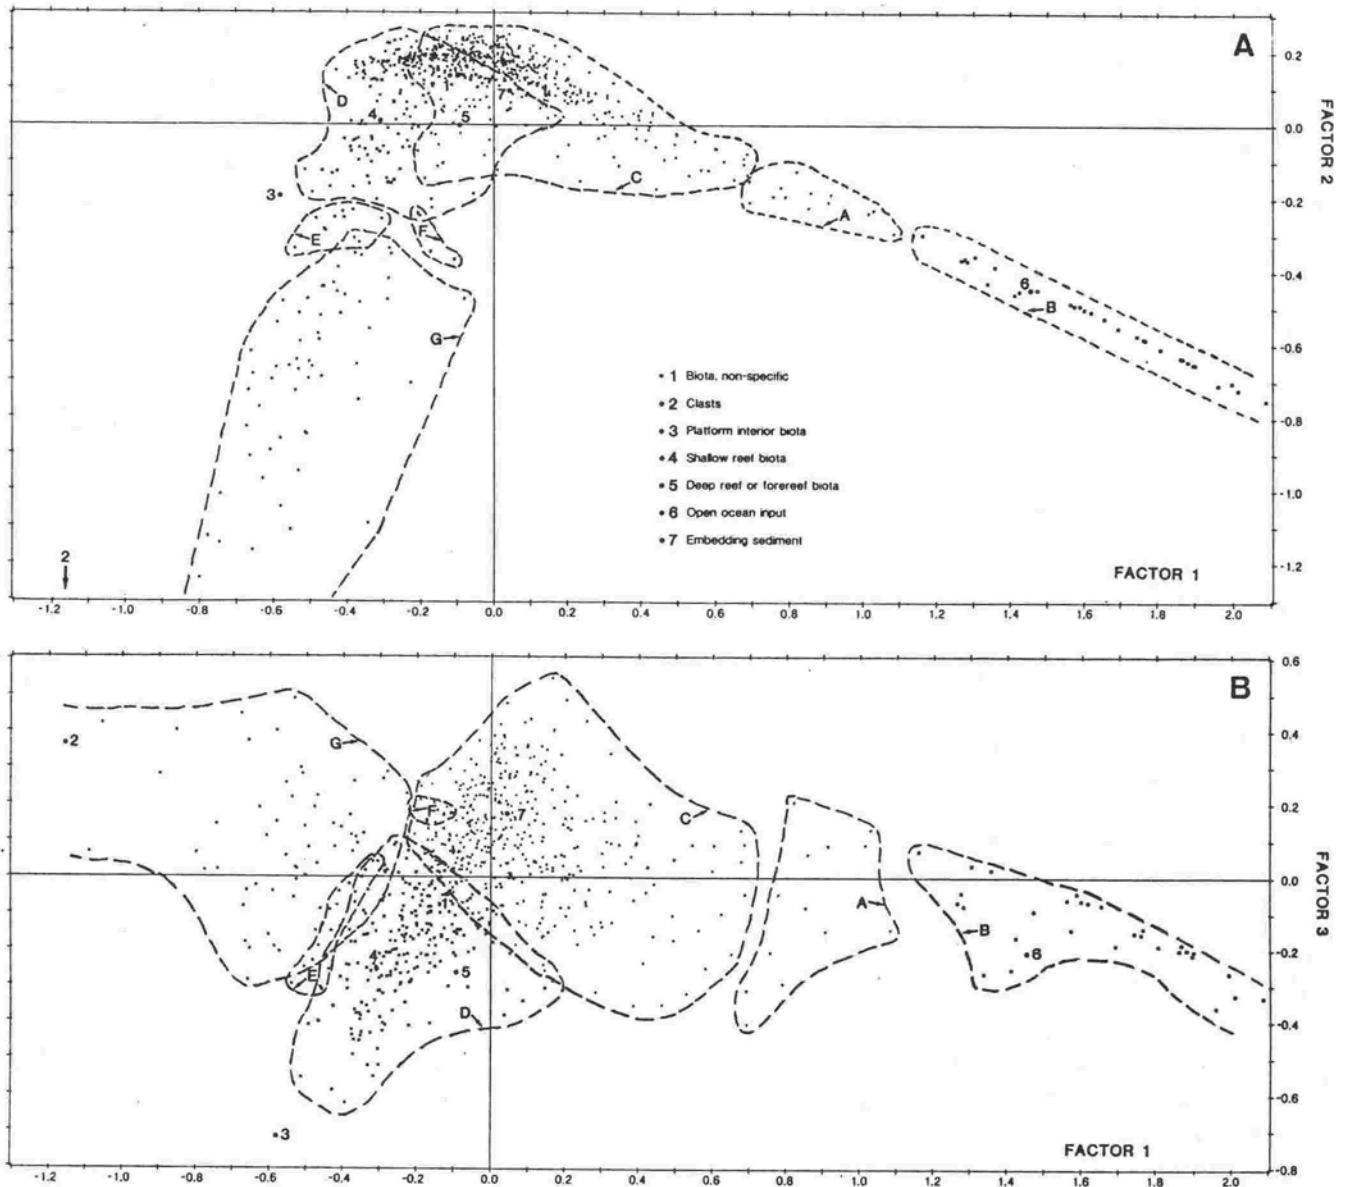 A
0.2
0.0
-0.2
-0.4
-0.6
-0.8
-1.0
-1.2
FACTOR 2
D
4
5
7
3
C
E
F
A
6
B
G
1 Biota, non-specific
2 Clasts
3 Platform interior biota
4 Shallow reef biota
5 Deep reef or forereef biota
6 Open ocean input
7 Embedding sediment
2
FACTOR 1
-1.2 -1.0 -0.8 -0.6 -0.4 -0.2 0.0 0.2 0.4 0.6 0.8 1.0 1.2 1.4 1.6 1.8 2.0
B
0.6
0.4
0.2
0.0
-0.2
-0.4
-0.6
-0.8
FACTOR 3
2
G
F
7
C
A
B
6
4
5
E
D
3
FACTOR 1
-1.2 -1.0 -0.8 -0.6 -0.4 -0.2 0.0 0.2 0.4 0.6 0.8 1.0 1.2 1.4 1.6 1.8 2.0